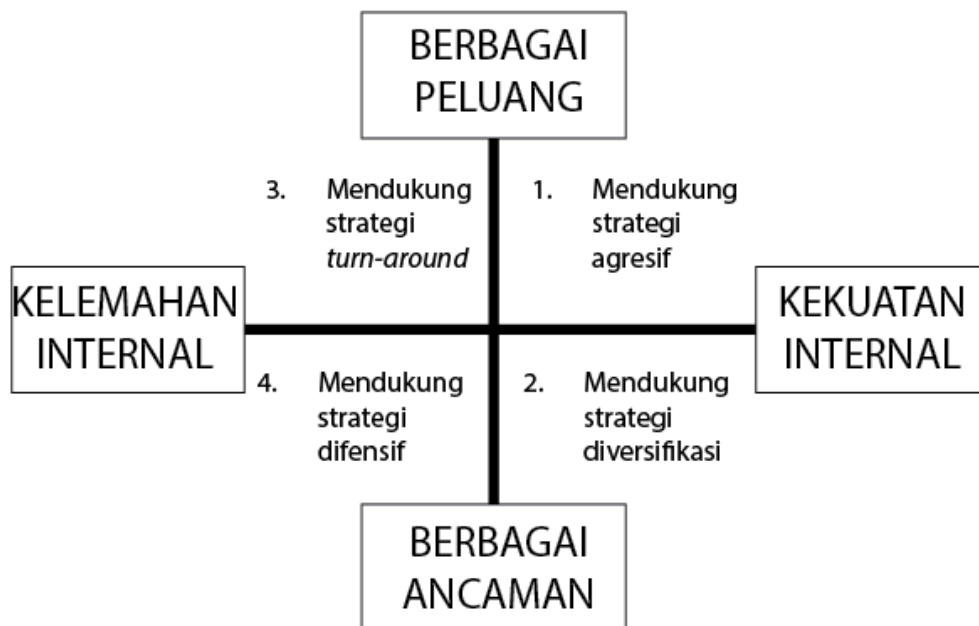 BERBAGAI
PELUANG
3. Mendukung
strategi
turn-around
1. Mendukung
strategi
agresif
KELEMAHAN
INTERNAL
KEKUATAN
INTERNAL
4. Mendukung
strategi
difensif
2. Mendukung
strategi
diversifikasi
BERBAGAI
ANCAMAN